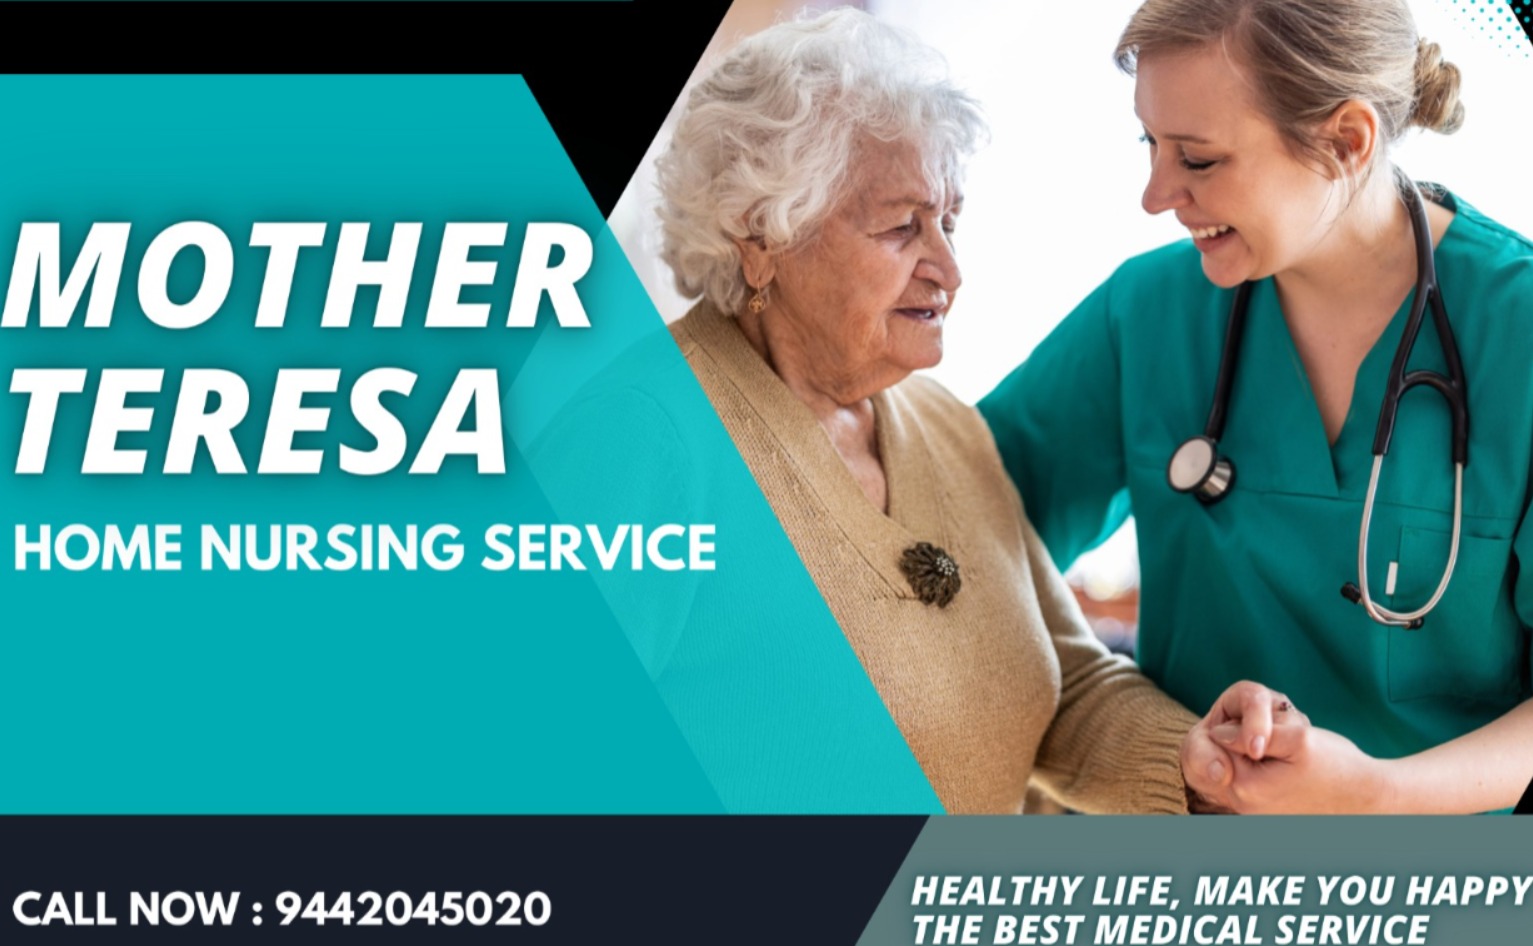 MOTHER
TERESA
HOME NURSING SERVICE
CALL NOW : 9442045020
HEALTHY LIFE, MAKE YOU HAPPY
THE BEST MEDICAL SERVICE